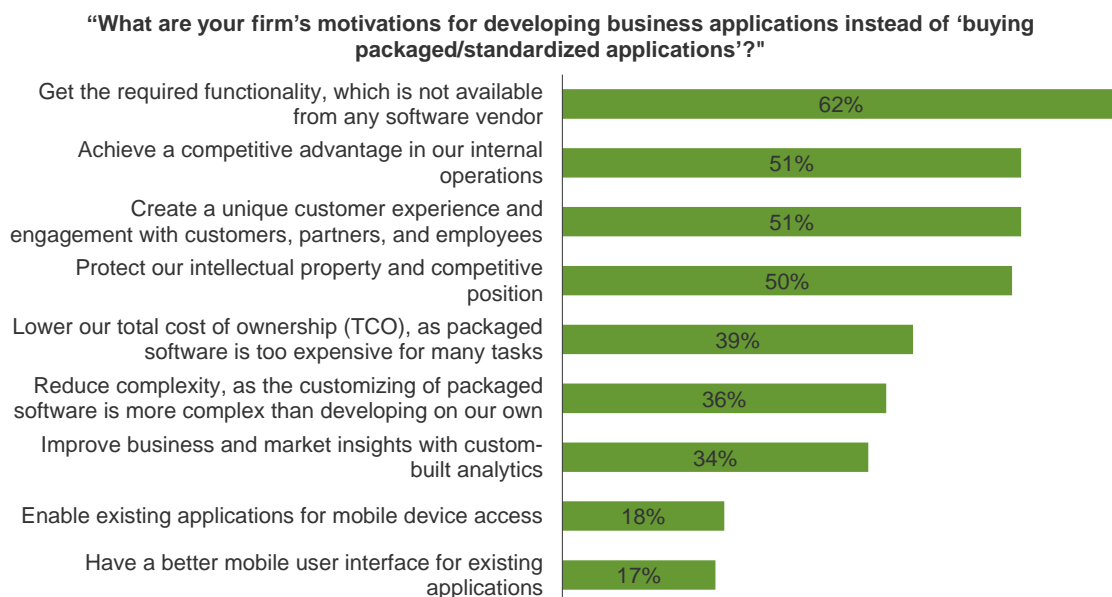 “What are your firm’s motivations for developing business applications instead of ‘buying
packaged/standardized applications’?"
Get the required functionality, which is not available
from any software vendor
62%
Achieve a competitive advantage in our internal
operations
51%
Create a unique customer experience and
engagement with customers, partners, and employees
51%
Protect our intellectual property and competitive
position
50%
Lower our total cost of ownership (TCO), as packaged
software is too expensive for many tasks
39%
Reduce complexity, as the customizing of packaged
software is more complex than developing on our own
36%
Improve business and market insights with custom-
built analytics
34%
Enable existing applications for mobile device access
18%
Have a better mobile user interface for existing
applications
17%